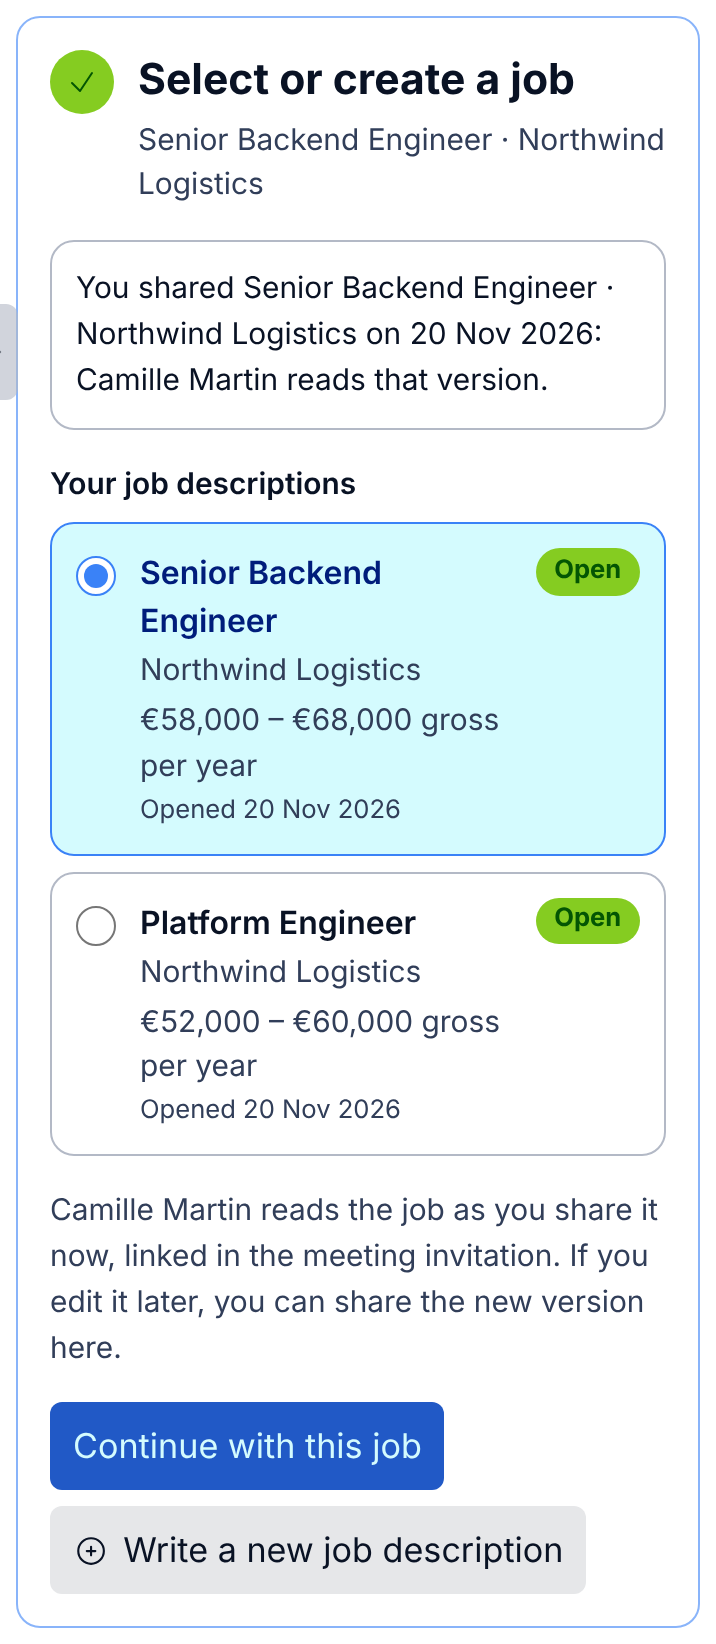 Select or create a job
Senior Backend Engineer · Northwind
Logistics
You shared Senior Backend Engineer ·
Northwind Logistics on 20 Nov 2026:
Camille Martin reads that version.
Your job descriptions
Senior Backend
Engineer
Open
Northwind Logistics
€58,000 – €68,000 gross
per year
Opened 20 Nov 2026
Platform Engineer
Open
Northwind Logistics
€52,000 – €60,000 gross
per year
Opened 20 Nov 2026
Camille Martin reads the job as you share it
now, linked in the meeting invitation. If you
edit it later, you can share the new version
here.
Continue with this job
Write a new job description